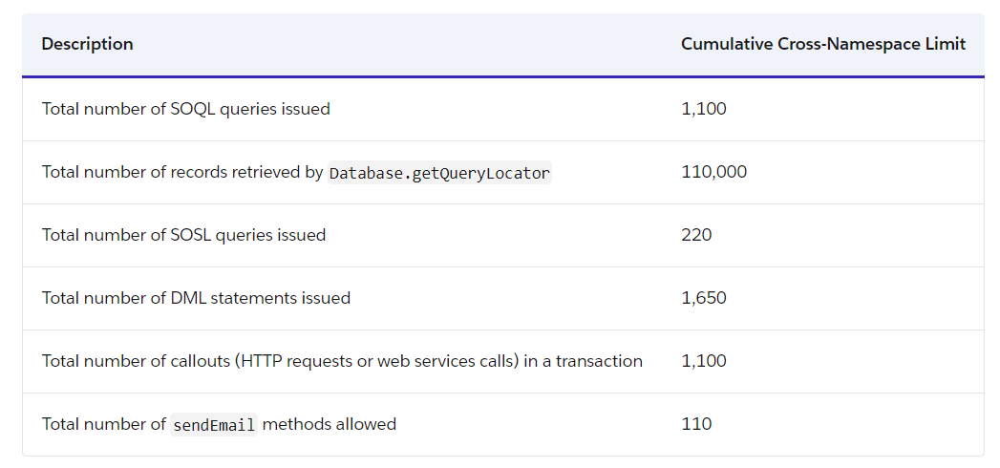 Description Cumulative Cross-Namespace Limit
Total number of SOQL queries issued 1,100
Total number of records retrieved by Database.getQueryLocator 110,000
Total number of SOSL queries issued 220
Total number of DML statements issued 1,650
Total number of callouts (HTTP requests or web services calls) in a transaction 1,100
Total number of sendEmail methods allowed 110